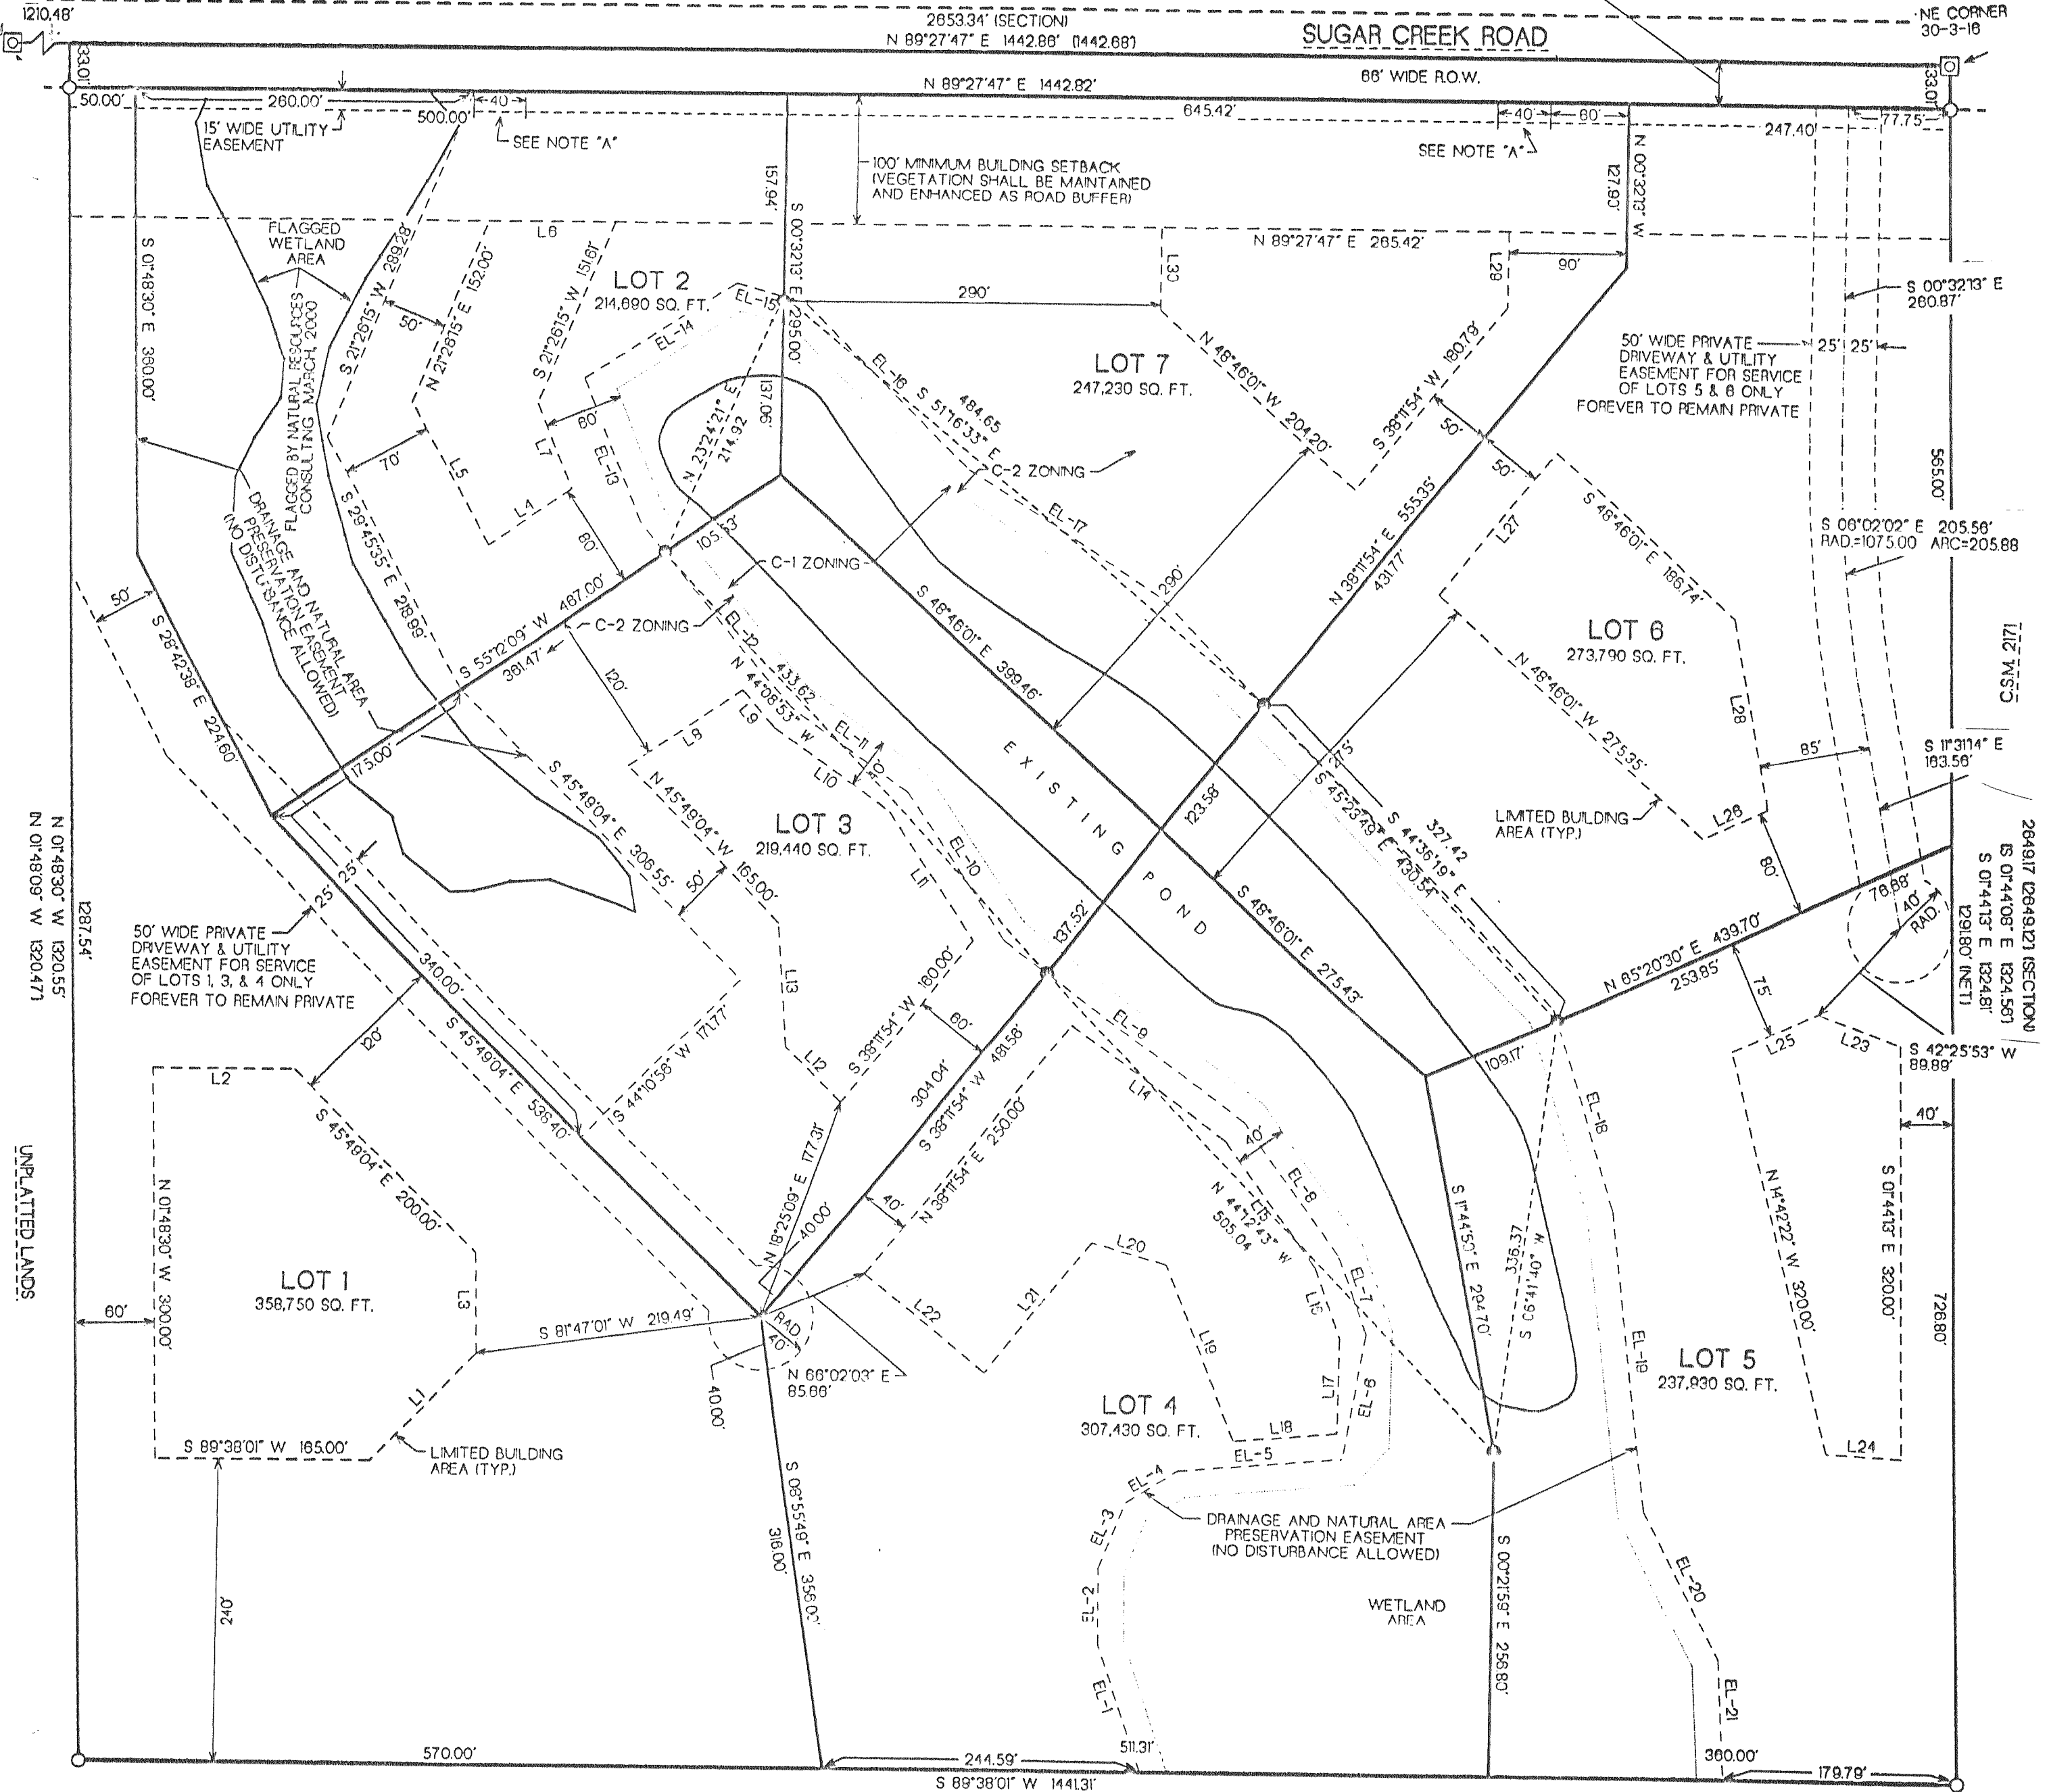 1210.48'
2653.34' (SECTION)
N 89°27'47" E 1442.86' (1442.68')
SUGAR CREEK ROAD
NE CORNER
30-3-16
33.01'
66' WIDE R.O.W.
33.01'
N 89°27'47" E 1442.82'
50.00'
260.00'
500.00'
40'
645.42'
40'
60'
247.40'
77.75'
15' WIDE UTILITY
EASEMENT
SEE NOTE "A"
SEE NOTE "A"
100' MINIMUM BUILDING SETBACK
(VEGETATION SHALL BE MAINTAINED
AND ENHANCED AS ROAD BUFFER)
157.94'
S 00°32'13" E
295.00'
137.06'
N 00°32'13" W
127.90'
FLAGGED
WETLAND
AREA
FLAGGED BY NATURAL RESOURCES
CONSULTING MARCH, 2000
S 01°48'30" E 360.00'
S 21°26'15" W 289.28'
N 21°26'15" E 152.00'
S 21°26'15" W 151.61'
L6
50'
LOT 2
214,690 SQ. FT.
EL-15
EL-14
60'
EL-13
L7
L5
L4
70'
80'
N 23°24'21" E
214.92
290'
L30
N 89°27'47" E 265.42'
L29
90'
LOT 7
247,230 SQ. FT.
N 48°46'01" W 204.20'
S 38°11'54" W 180.79'
EL-16
484.65
S 51°16'33" E
C-2 ZONING
EL-17
50'
50'
S 00°32'13" E
260.87'
50' WIDE PRIVATE
DRIVEWAY & UTILITY
EASEMENT FOR SERVICE
OF LOTS 5 & 6 ONLY
FOREVER TO REMAIN PRIVATE
25'
25'
565.00'
S 06°02'02" E 205.56'
RAD.=1075.00 ARC=205.88
C.S.M. 2171
DRAINAGE AND NATURAL AREA
PRESERVATION EASEMENT
(NO DISTURBANCE ALLOWED)
S 29°45'35" E 218.99'
50'
S 28°42'38" E 224.60'
S 55°12'09" W 467.00'
361.47'
105.53'
175.00'
C-1 ZONING
C-2 ZONING
120'
EL-12
433.62
N 44°08'53" W
S 48°46'01" E 399.46'
290'
N 38°11'54" E 555.35'
431.77'
L27
S 48°46'01" E 186.74'
LOT 6
273,790 SQ. FT.
N 48°46'01" W 275.35'
L28
L26
85'
S 11°31'14" E
163.56'
LIMITED BUILDING
AREA (TYP.)
80'
275'
L8
L9
L10
EL-11
40'
N 45°49'04" W 165.00'
LOT 3
219,440 SQ. FT.
L11
EL-10
S 45°49'04" E 306.55'
50'
EXISTING POND
123.58'
137.52'
327.42
S 44°36'19" E
S 45°23'49" E 430.54'
S 48°46'01" E 275.43'
N 65°20'30" E 439.70'
253.85'
76.68'
40'
RAD.
75'
109.17'
2649.17 (2649.12') (SECTION)
(S 01°44'08" E 1324.56')
S 01°44'13" E 1324.81'
1291.80' (NET)
N 01°48'30" W 1320.55'
(N 01°48'09" W 1320.47')
1287.54'
50' WIDE PRIVATE
DRIVEWAY & UTILITY
EASEMENT FOR SERVICE
OF LOTS 1, 3, & 4 ONLY
FOREVER TO REMAIN PRIVATE
25'
25'
340.00'
120'
S 45°49'04" E 538.40'
S 44°10'56" W 171.77'
L13
L12
S 38°11'54" W 160.00'
60'
304.04'
S 38°11'54" W 481.56'
N 38°11'54" E 250.00'
N 18°25'09" E 177.31'
40.00'
40'
EL-9
L14
40'
EL-8
L15
N 44°12'43" W
505.04
EL-18
L25
L23
S 42°25'53" W
89.89'
40'
N 14°42'22" W 320.00'
S 01°44'13" E 320.00'
UNPLATTED LANDS
L2
S 45°49'04" E 200.00'
N 01°48'30" W 300.00'
LOT 1
358,750 SQ. FT.
L3
60'
S 81°47'01" W 219.49'
L1
S 89°38'01" W 165.00'
LIMITED BUILDING
AREA (TYP.)
RAD.
40'
N 66°02'03" E
85.66'
40.00'
L22
L21
L20
L19
L16
EL-7
L17
EL-6
L18
LOT 4
307,430 SQ. FT.
EL-5
EL-4
EL-3
EL-2
EL-1
S 11°44'50" E 294.70'
336.37
S 06°41'40" W
EL-19
LOT 5
237,930 SQ. FT.
L24
726.80'
DRAINAGE AND NATURAL AREA
PRESERVATION EASEMENT
(NO DISTURBANCE ALLOWED)
WETLAND
AREA
S 08°55'49" E 356.00'
316.00'
240'
S 00°21'59" E 256.80'
EL-20
EL-21
570.00'
244.59'
511.31'
360.00'
179.79'
S 89°38'01" W 1441.31'